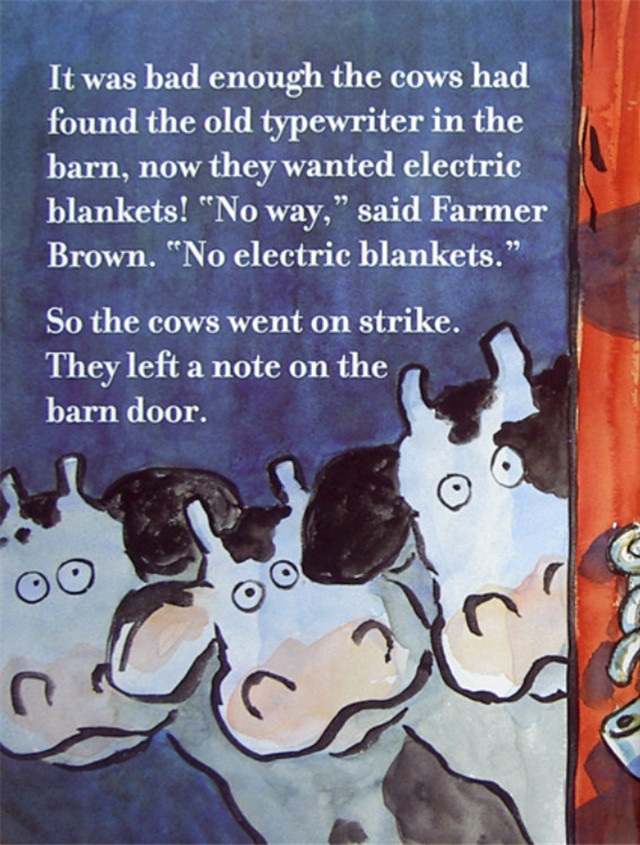 It was bad enough the cows had
found the old typewriter in the
barn, now they wanted electric
blankets! "No way," said Farmer
Brown. "No electric blankets."
So the cows went on strike.
They left a note on the
barn door.